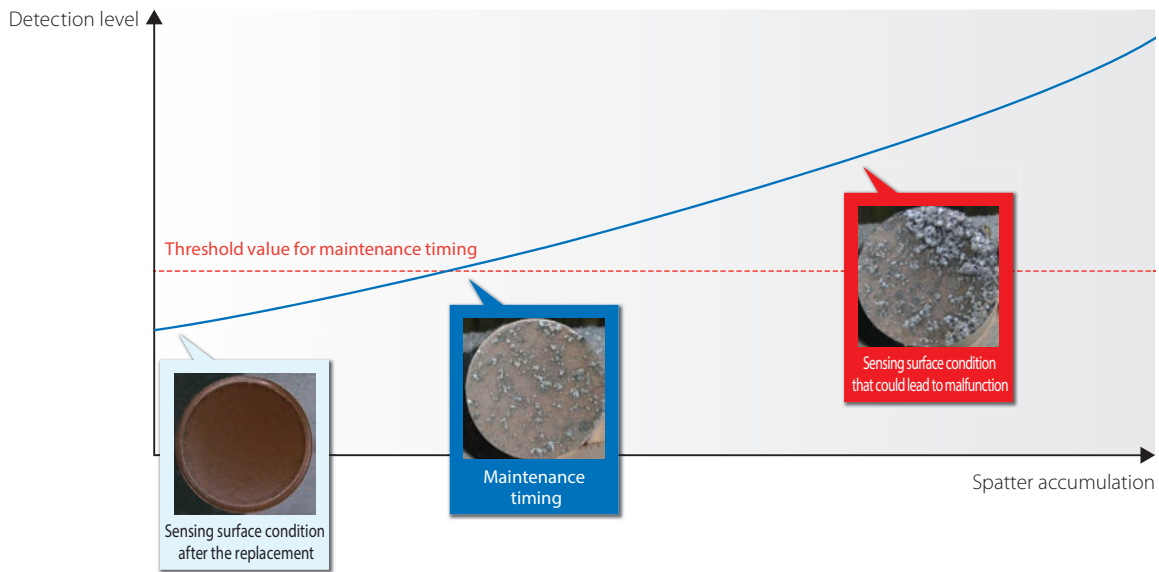 Detection level
Threshold value for maintenance timing
Sensing surface condition
after the replacement
Maintenance
timing
Sensing surface condition
that could lead to malfunction
Spatter accumulation